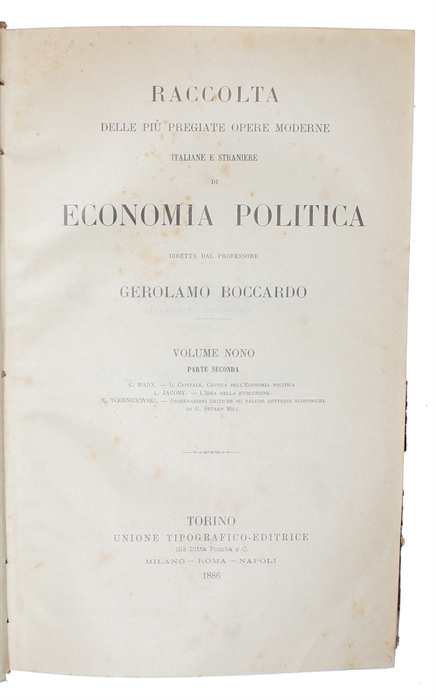 RACCOLTA
DELLE PIÙ PREGIATE OPERE MODERNE
ITALIANE E STRANIERE
DI
ECONOMIA POLITICA
DIRETTA DAL PROFESSORE
GEROLAMO BOCCARDO
VOLUME NONO
PARTE SECONDA
C. MARX. — IL CAPITALE, CRITICA DELL'ECONOMIA POLITICA
L. JACOBY. — L'IDEA DELLA EVOLUZIONE.
N. TCERNICEWSKI. — OSSERVAZIONI CRITICHE SU TALUNE DOTTRINE ECONOMICHE
DI G. STUART MILL.
TORINO
UNIONE TIPOGRAFICO-EDITRICE
Già Ditta Pomba e C.
MILANO — ROMA — NAPOLI
1886